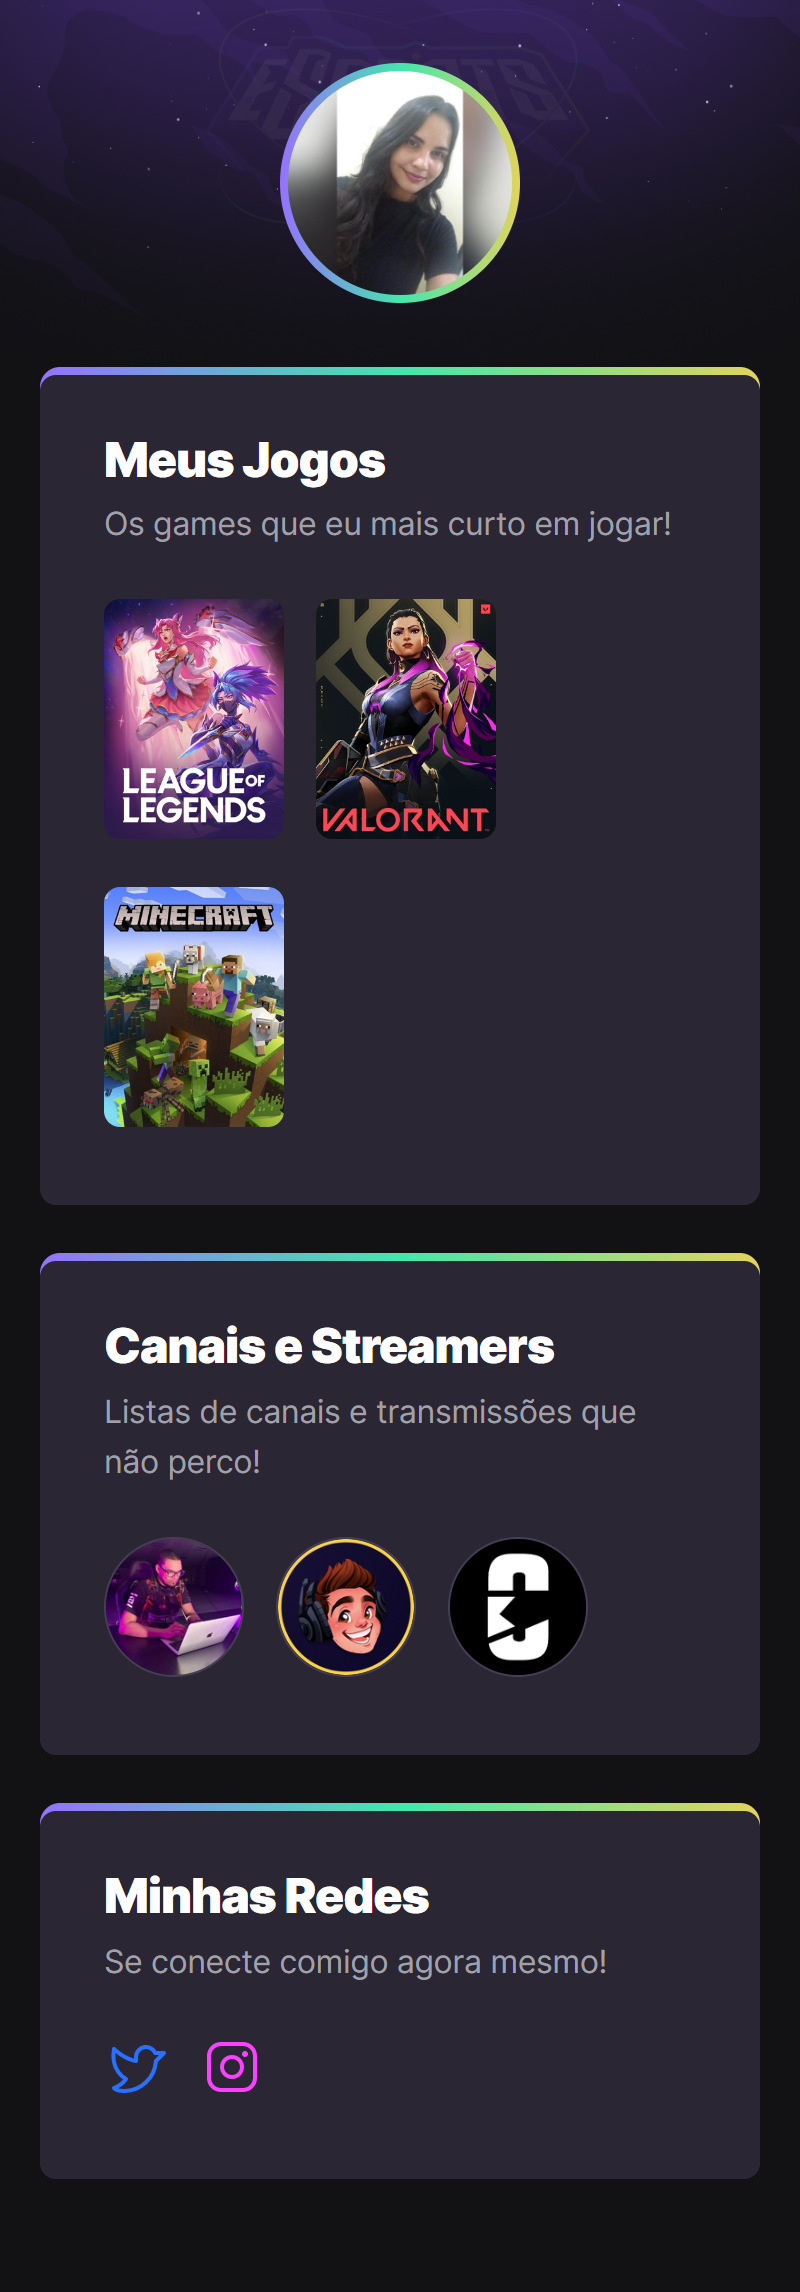 ESPORTS
Meus Jogos
Os games que eu mais curto em jogar!
LEAGUE OF
LEGENDS
VALORANT
MINECRAFT
Canais e Streamers
Listas de canais e transmissões que
não perco!
Minhas Redes
Se conecte comigo agora mesmo!